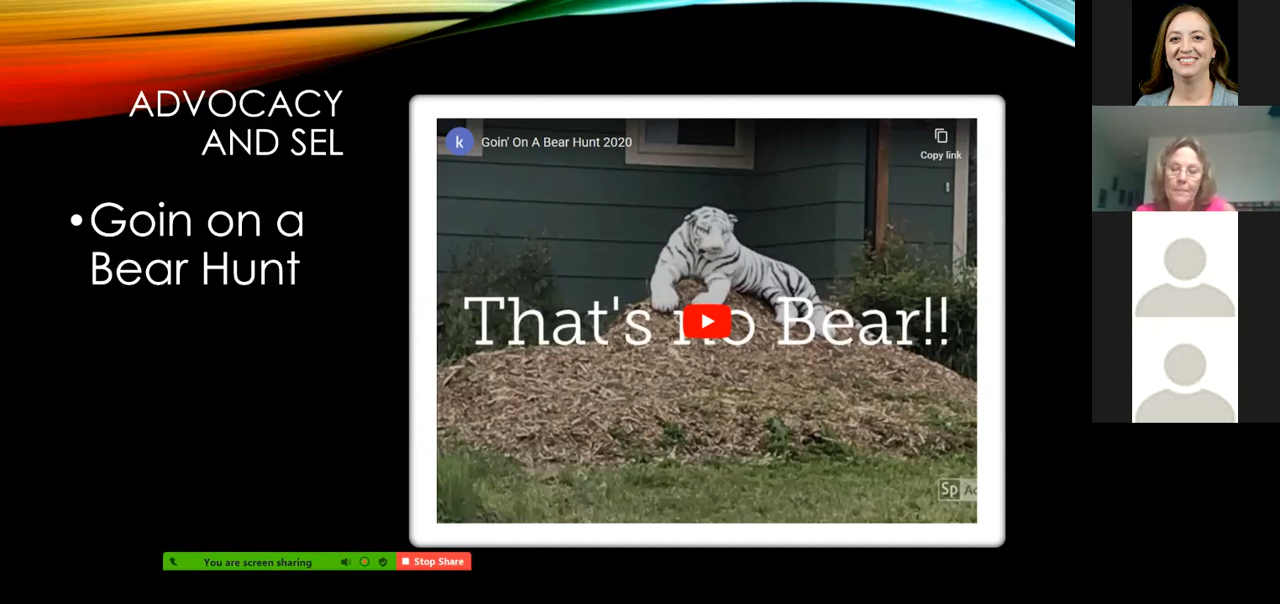 ADVOCACY
AND SEL
•Goin on a
Bear Hunt
k
Goin' On A Bear Hunt 2020
Copy link
That's no Bear!!
Sp
You are screen sharing
Stop Share